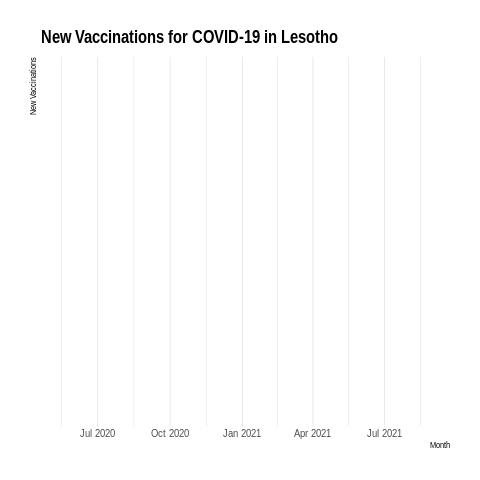 New Vaccinations for COVID-19 in Lesotho
New Vaccinations
Jul 2020 Oct 2020 Jan 2021 Apr 2021 Jul 2021
Month